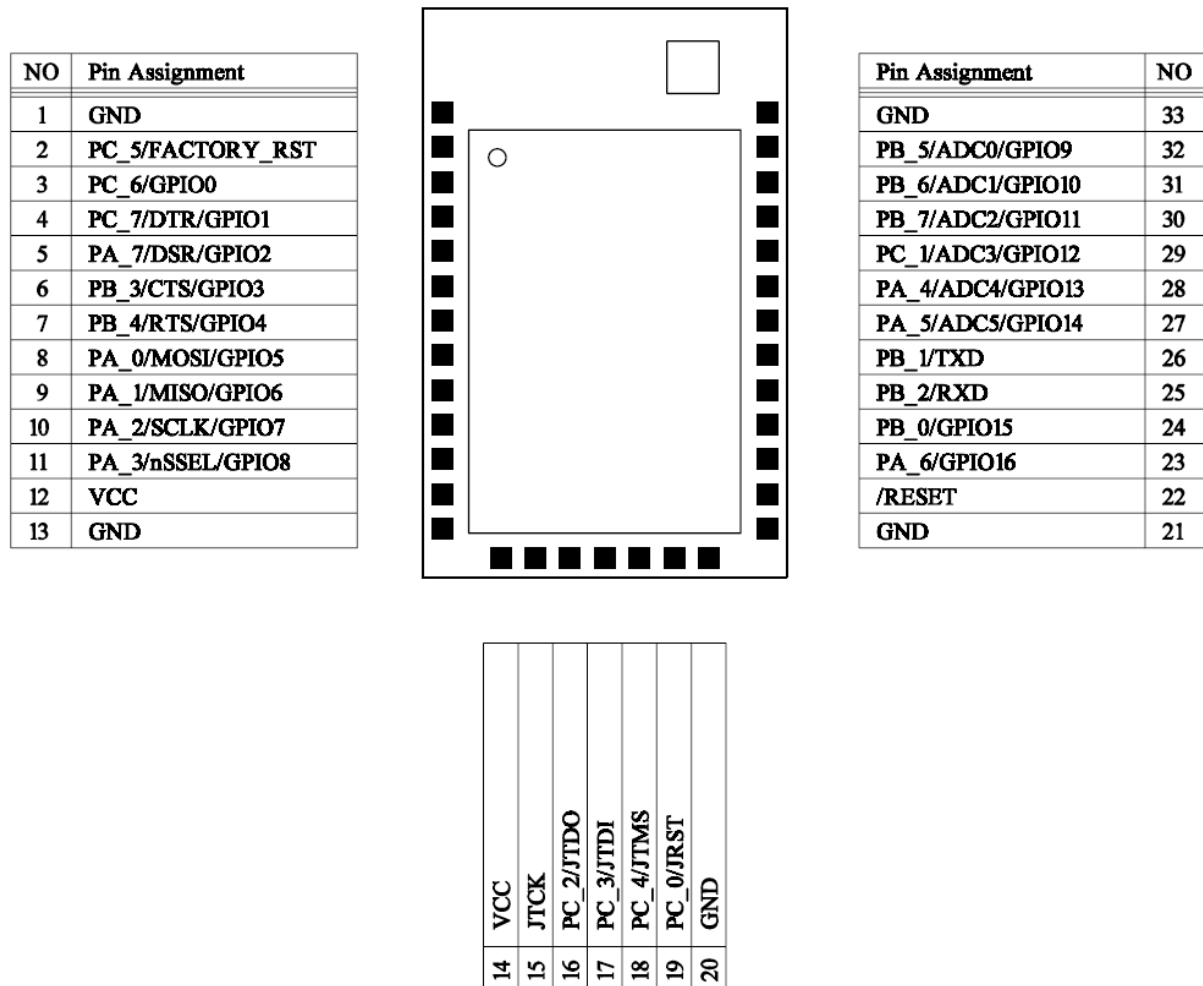 NO Pin Assignment
1 GND
2 PC_5/FACTORY_RST
3 PC_6/GPIO0
4 PC_7/DTR/GPIO1
5 PA_7/DSR/GPIO2
6 PB_3/CTS/GPIO3
7 PB_4/RTS/GPIO4
8 PA_0/MOSI/GPIO5
9 PA_1/MISO/GPIO6
10 PA_2/SCLK/GPIO7
11 PA_3/nSSEL/GPIO8
12 VCC
13 GND
Pin Assignment NO
GND 33
PB_5/ADC0/GPIO9 32
PB_6/ADC1/GPIO10 31
PB_7/ADC2/GPIO11 30
PC_1/ADC3/GPIO12 29
PA_4/ADC4/GPIO13 28
PA_5/ADC5/GPIO14 27
PB_1/TXD 26
PB_2/RXD 25
PB_0/GPIO15 24
PA_6/GPIO16 23
/RESET 22
GND 21
14 VCC
15 JTCK
16 PC_2/JTDO
17 PC_3/JTDI
18 PC_4/JTMS
19 PC_0/JRST
20 GND